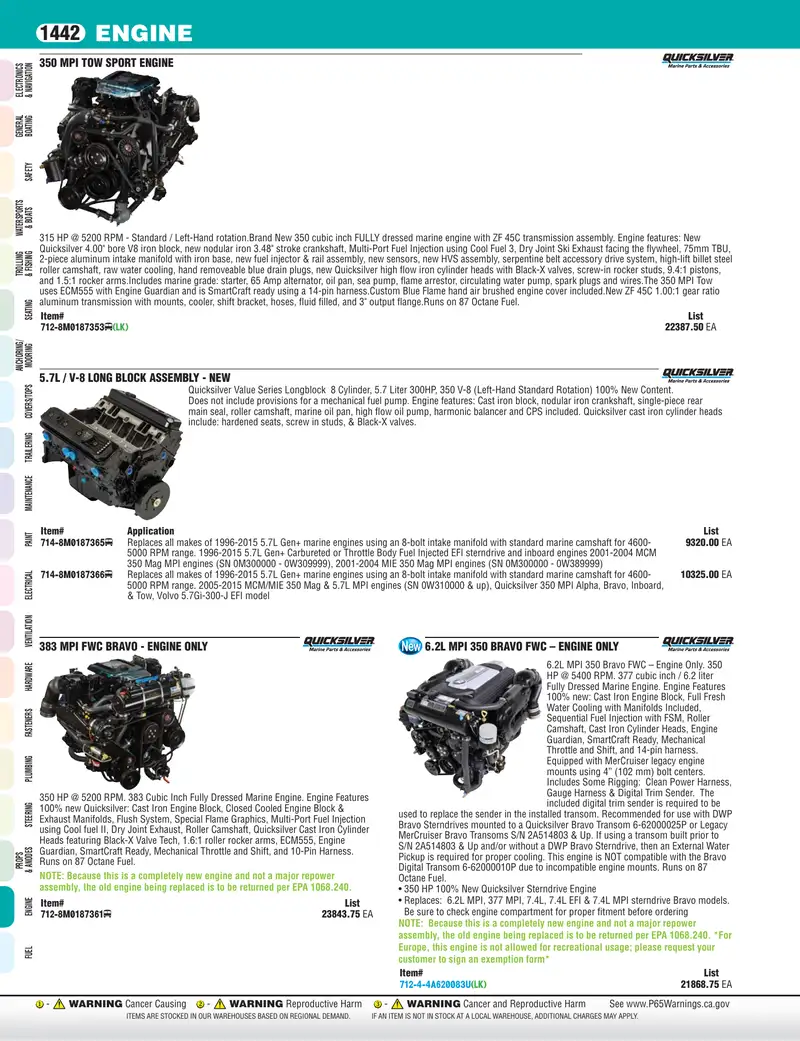 1442 ENGINE
ELECTRONICS
& NAVIGATION
GENERAL
BOATING
SAFETY
WATERSPORTS
& BOATS
TROLLING
& FISHING
SEATING
ANCHORING/
MOORING
COVERS/TOPS
TRAILERING
MAINTENANCE
PAINT
ELECTRICAL
VENTILATION
HARDWARE
FASTENERS
PLUMBING
STEERING
PROPS
& ANODES
ENGINE
FUEL
350 MPI TOW SPORT ENGINE
QUICKSILVER
Marine Parts & Accessories
315 HP @ 5200 RPM - Standard / Left-Hand rotation.Brand New 350 cubic inch FULLY dressed marine engine with ZF 45C transmission assembly. Engine features: New
Quicksilver 4.00" bore V8 iron block, new nodular iron 3.48" stroke crankshaft, Multi-Port Fuel Injection using Cool Fuel 3, Dry Joint Ski Exhaust facing the flywheel, 75mm TBU,
2-piece aluminum intake manifold with iron base, new fuel injector & rail assembly, new sensors, new HVS assembly, serpentine belt accessory drive system, high-lift billet steel
roller camshaft, raw water cooling, hand removeable blue drain plugs, new Quicksilver high flow iron cylinder heads with Black-X valves, screw-in rocker studs, 9.4:1 pistons,
and 1.5:1 rocker arms.Includes marine grade: starter, 65 Amp alternator, oil pan, sea pump, flame arrestor, circulating water pump, spark plugs and wires.The 350 MPI Tow
uses ECM555 with Engine Guardian and is SmartCraft ready using a 14-pin harness.Custom Blue Flame hand air brushed engine cover included.New ZF 45C 1.00:1 gear ratio
aluminum transmission with mounts, cooler, shift bracket, hoses, fluid filled, and 3" output flange.Runs on 87 Octane Fuel.
Item# List
712-8M0187353(LK) 22387.50 EA
5.7L / V-8 LONG BLOCK ASSEMBLY - NEW
QUICKSILVER
Marine Parts & Accessories
Quicksilver Value Series Longblock 8 Cylinder, 5.7 Liter 300HP, 350 V-8 (Left-Hand Standard Rotation) 100% New Content.
Does not include provisions for a mechanical fuel pump. Engine features: Cast iron block, nodular iron crankshaft, single-piece rear
main seal, roller camshaft, marine oil pan, high flow oil pump, harmonic balancer and CPS included. Quicksilver cast iron cylinder heads
include: hardened seats, screw in studs, & Black-X valves.
Item# Application List
714-8M0187365 Replaces all makes of 1996-2015 5.7L Gen+ marine engines using an 8-bolt intake manifold with standard marine camshaft for 4600- 9320.00 EA
5000 RPM range. 1996-2015 5.7L Gen+ Carbureted or Throttle Body Fuel Injected EFI sterndrive and inboard engines 2001-2004 MCM
350 Mag MPI engines (SN 0M300000 - 0W309999), 2001-2004 MIE 350 Mag MPI engines (SN 0M300000 - 0W389999)
714-8M0187366 Replaces all makes of 1996-2015 5.7L Gen+ marine engines using an 8-bolt intake manifold with standard marine camshaft for 4600- 10325.00 EA
5000 RPM range. 2005-2015 MCM/MIE 350 Mag & 5.7L MPI engines (SN 0W310000 & up), Quicksilver 350 MPI Alpha, Bravo, Inboard,
& Tow, Volvo 5.7Gi-300-J EFI model
383 MPI FWC BRAVO - ENGINE ONLY
QUICKSILVER
Marine Parts & Accessories
350 HP @ 5200 RPM. 383 Cubic Inch Fully Dressed Marine Engine. Engine Features
100% new Quicksilver: Cast Iron Engine Block, Closed Cooled Engine Block &
Exhaust Manifolds, Flush System, Special Flame Graphics, Multi-Port Fuel Injection
using Cool fuel II, Dry Joint Exhaust, Roller Camshaft, Quicksilver Cast Iron Cylinder
Heads featuring Black-X Valve Tech, 1.6:1 roller rocker arms, ECM555, Engine
Guardian, SmartCraft Ready, Mechanical Throttle and Shift, and 10-Pin Harness.
Runs on 87 Octane Fuel.
NOTE: Because this is a completely new engine and not a major repower
assembly, the old engine being replaced is to be returned per EPA 1068.240.
Item# List
712-8M0187361 23843.75 EA
New 6.2L MPI 350 BRAVO FWC – ENGINE ONLY
QUICKSILVER
Marine Parts & Accessories
6.2L MPI 350 Bravo FWC – Engine Only. 350
HP @ 5400 RPM. 377 cubic inch / 6.2 liter
Fully Dressed Marine Engine. Engine Features
100% new: Cast Iron Engine Block, Full Fresh
Water Cooling with Manifolds Included,
Sequential Fuel Injection with FSM, Roller
Camshaft, Cast Iron Cylinder Heads, Engine
Guardian, SmartCraft Ready, Mechanical
Throttle and Shift, and 14-pin harness.
Equipped with MerCruiser legacy engine
mounts using 4" (102 mm) bolt centers.
Includes Some Rigging: Clean Power Harness,
Gauge Harness & Digital Trim Sender. The
included digital trim sender is required to be
used to replace the sender in the installed transom. Recommended for use with DWP
Bravo Sterndrives mounted to a Quicksilver Bravo Transom 6-62000025P or Legacy
MerCruiser Bravo Transoms S/N 2A514803 & Up. If using a transom built prior to
S/N 2A514803 & Up and/or without a DWP Bravo Sterndrive, then an External Water
Pickup is required for proper cooling. This engine is NOT compatible with the Bravo
Digital Transom 6-62000010P due to incompatible engine mounts. Runs on 87
Octane Fuel.
• 350 HP 100% New Quicksilver Sterndrive Engine
• Replaces: 6.2L MPI, 377 MPI, 7.4L, 7.4L EFI & 7.4L MPI sterndrive Bravo models.
Be sure to check engine compartment for proper fitment before ordering
NOTE: Because this is a completely new engine and not a major repower
assembly, the old engine being replaced is to be returned per EPA 1068.240. *For
Europe, this engine is not allowed for recreational usage; please request your
customer to sign an exemption form*
Item# List
712-4-4A620083U(LK) 21868.75 EA
1 - WARNING Cancer Causing 2 - WARNING Reproductive Harm 3 - WARNING Cancer and Reproductive Harm See www.P65Warnings.ca.gov
ITEMS ARE STOCKED IN OUR WAREHOUSES BASED ON REGIONAL DEMAND. IF AN ITEM IS NOT IN STOCK AT A LOCAL WAREHOUSE, ADDITIONAL CHARGES MAY APPLY.